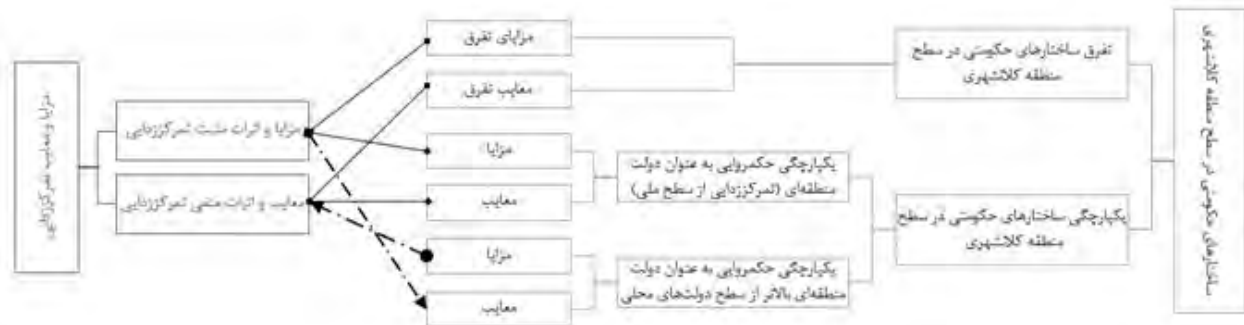 ساختارهای حکومتی در سطح منطقه کلانشهری
تفرق ساختارهای حکومتی در سطح
منطقه کلانشهری
یکپارچگی ساختارهای حکومتی در سطح
منطقه کلانشهری
یکپارچگی حکمروایی به عنوان دولت
منطقه‌ای (تمرکززدایی از سطح ملی)
یکپارچگی حکمروایی به عنوان دولت
منطقه‌ای بالاتر از سطح دولت‌های محلی
مزایای تفرق
معایب تفرق
مزایا
معایب
مزایا
معایب
مزایا و اثرات مثبت تمرکززدایی
معایب و اثرات منفی تمرکززدایی
مزایا و معایب تمرکززدایی